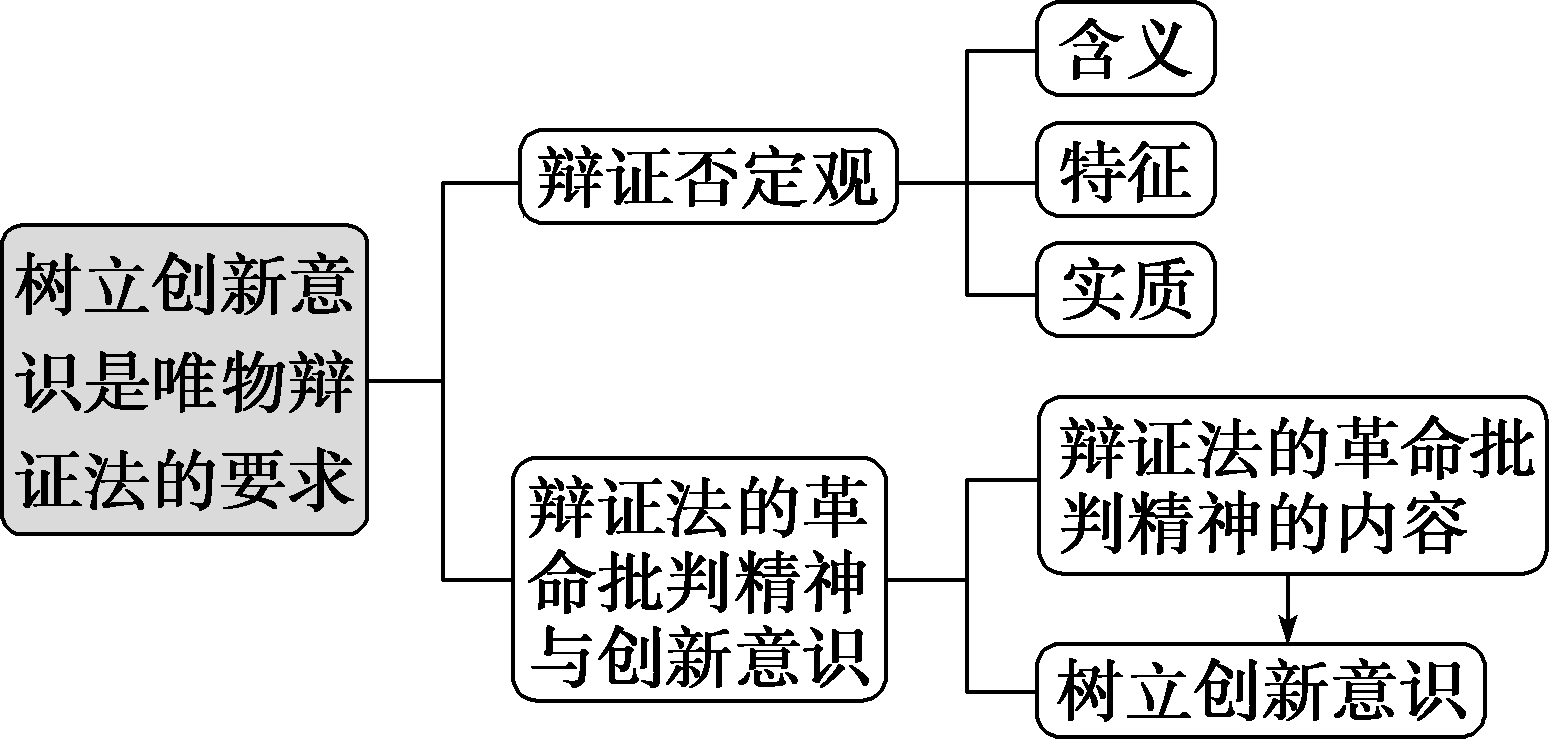 树立创新意
识是唯物辩
证法的要求
辩证否定观
含义
特征
实质
辩证法的革
命批判精神
与创新意识
辩证法的革命批
判精神的内容
树立创新意识